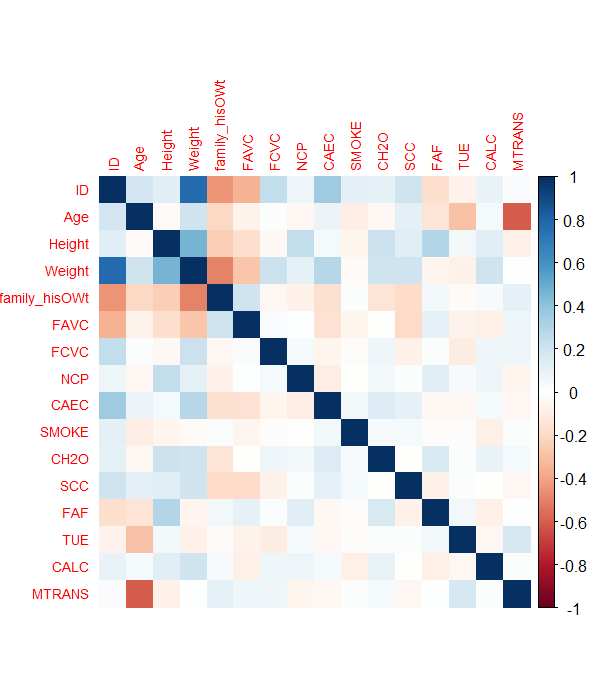 ID
Age
Height
Weight
family_hisOWt
FAVC
FCVC
NCP
CAEC
SMOKE
CH2O
SCC
FAF
TUE
CALC
MTRANS
ID
Age
Height
Weight
family_hisOWt
FAVC
FCVC
NCP
CAEC
SMOKE
CH2O
SCC
FAF
TUE
CALC
MTRANS
1
0.8
0.6
0.4
0.2
0
-0.2
-0.4
-0.6
-0.8
-1